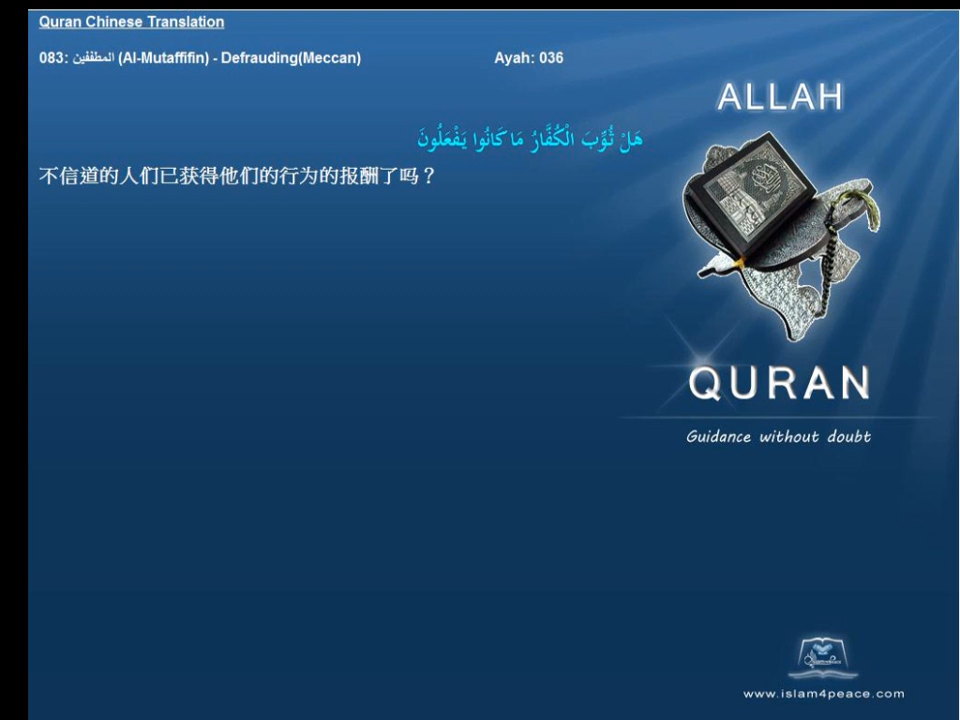 Quran Chinese Translation
083: المطففين (Al-Mutaffifin) - Defrauding(Meccan) Ayah: 036
ALLAH
هَلْ ثُوِّبَ الْكُفَّارُ مَا كَانُوا يَفْعَلُونَ
不信道的人们已获得他们的行为的报酬了吗？
QURAN
Guidance without doubt
www.islam4peace.com